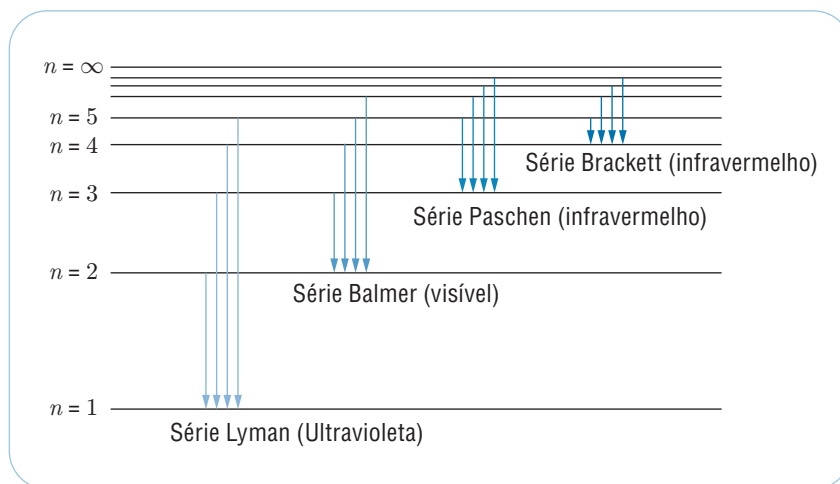 n = ∞
n = 5
n = 4
Série Brackett (infravermelho)
n = 3
Série Paschen (infravermelho)
n = 2
Série Balmer (visível)
n = 1
Série Lyman (Ultravioleta)